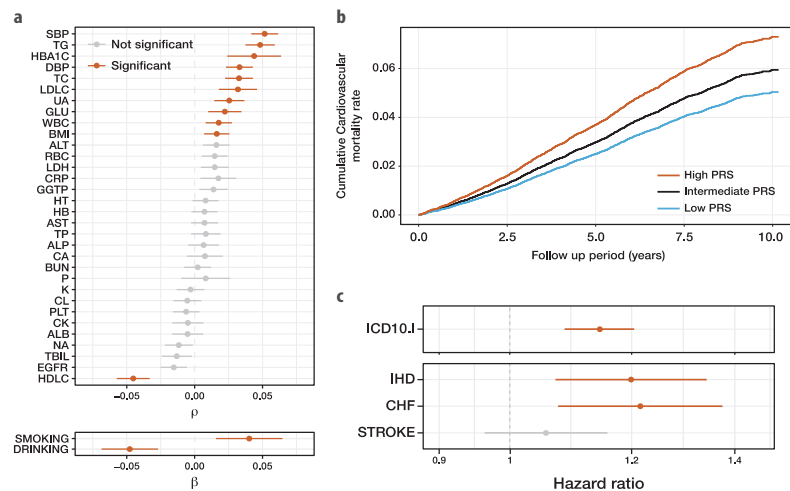 a
SBP
TG
HBA1C
DBP
TC
LDLC
UA
GLU
WBC
BMI
ALT
RBC
LDH
CRP
GGTP
HT
HB
AST
TP
ALP
CA
BUN
P
K
CL
PLT
CK
ALB
NA
TBIL
EGFR
HDLC
Not significant
Significant
−0.05 0.00 0.05
ρ
SMOKING
DRINKING
−0.05 0.00 0.05
β
b
Cumulative Cardiovascular
mortality rate
0.06
0.04
0.02
0.00
High PRS
Intermediate PRS
Low PRS
0.0 2.5 5.0 7.5 10.0
Follow up period (years)
c
ICD10.I
IHD
CHF
STROKE
0.9 1 1.2 1.4
Hazard ratio